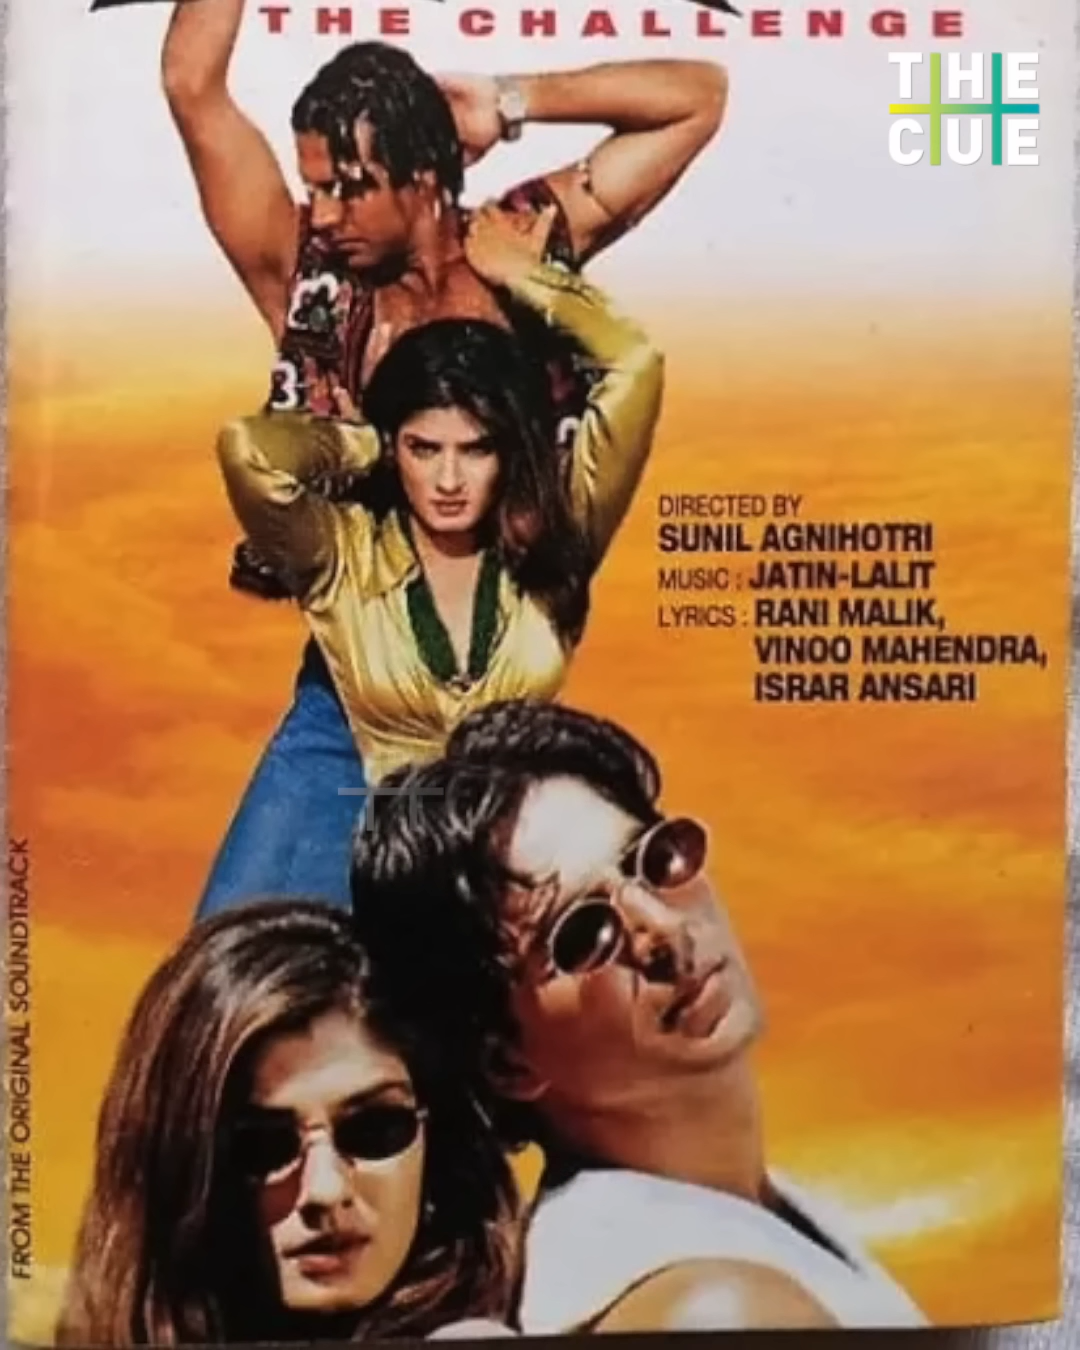 THE CHALLENGE
THE
CUE
DIRECTED BY
SUNIL AGNIHOTRI
MUSIC : JATIN-LALIT
LYRICS : RANI MALIK,
VINOO MAHENDRA,
ISRAR ANSARI
FROM THE ORIGINAL SOUNDTRACK